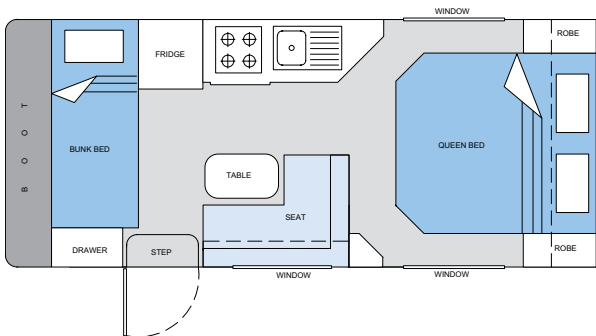 WINDOW
ROBE
FRIDGE
BOOT
BUNK BED
QUEEN BED
TABLE
SEAT
DRAWER
STEP
ROBE
WINDOW
WINDOW